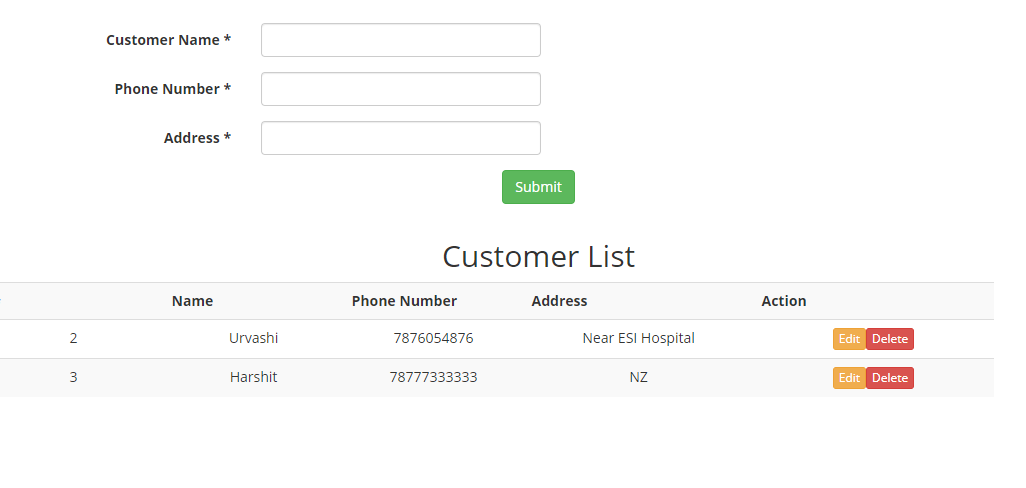 Customer Name *
Phone Number *
Address *
Submit
Customer List
Name Phone Number Address Action
2 Urvashi 7876054876 Near ESI Hospital Edit Delete
3 Harshit 78777333333 NZ Edit Delete